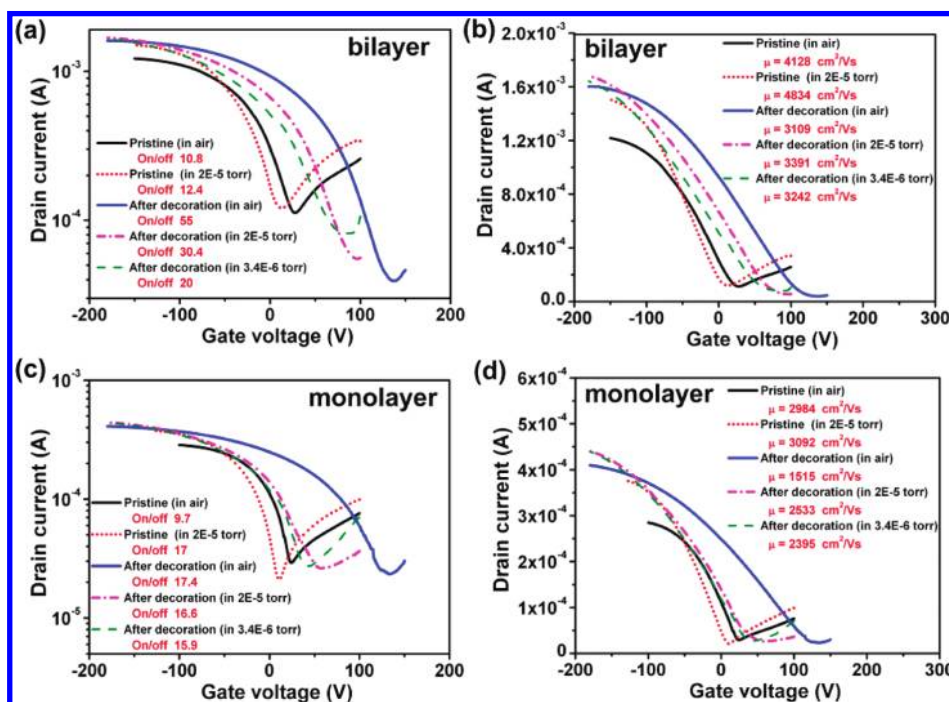 (a)
bilayer
10⁻³
10⁻⁴
Drain current (A)
Pristine (in air)
On/off 10.8
Pristine (in 2E-5 torr)
On/off 12.4
After decoration (in air)
On/off 55
After decoration (in 2E-5 torr)
On/off 30.4
After decoration (in 3.4E-6 torr)
On/off 20
-200 -100 0 100 200
Gate voltage (V)
(b)
bilayer
2.0x10⁻³
1.6x10⁻³
1.2x10⁻³
8.0x10⁻⁴
4.0x10⁻⁴
0.0
Drain current (A)
Pristine (in air)
μ = 4128 cm²/Vs
Pristine (in 2E-5 torr)
μ = 4834 cm²/Vs
After decoration (in air)
μ = 3109 cm²/Vs
After decoration (in 2E-5 torr)
μ = 3391 cm²/Vs
After decoration (in 3.4E-6 torr)
μ = 3242 cm²/Vs
-200 -100 0 100 200 300
Gate voltage (V)
(c)
monolayer
10⁻³
10⁻⁴
10⁻⁵
Drain current (A)
Pristine (in air)
On/off 9.7
Pristine (in 2E-5 torr)
On/off 17
After decoration (in air)
On/off 17.4
After decoration (in 2E-5 torr)
On/off 16.6
After decoration (in 3.4E-6 torr)
On/off 15.9
-200 -100 0 100 200
Gate voltage (V)
(d)
monolayer
6x10⁻⁴
5x10⁻⁴
4x10⁻⁴
3x10⁻⁴
2x10⁻⁴
1x10⁻⁴
0
Drain current (A)
Pristine (in air)
μ = 2984 cm²/Vs
Pristine (in 2E-5 torr)
μ = 3092 cm²/Vs
After decoration (in air)
μ = 1515 cm²/Vs
After decoration (in 2E-5 torr)
μ = 2533 cm²/Vs
After decoration (in 3.4E-6 torr)
μ = 2395 cm²/Vs
-200 -100 0 100 200 300
Gate voltage (V)